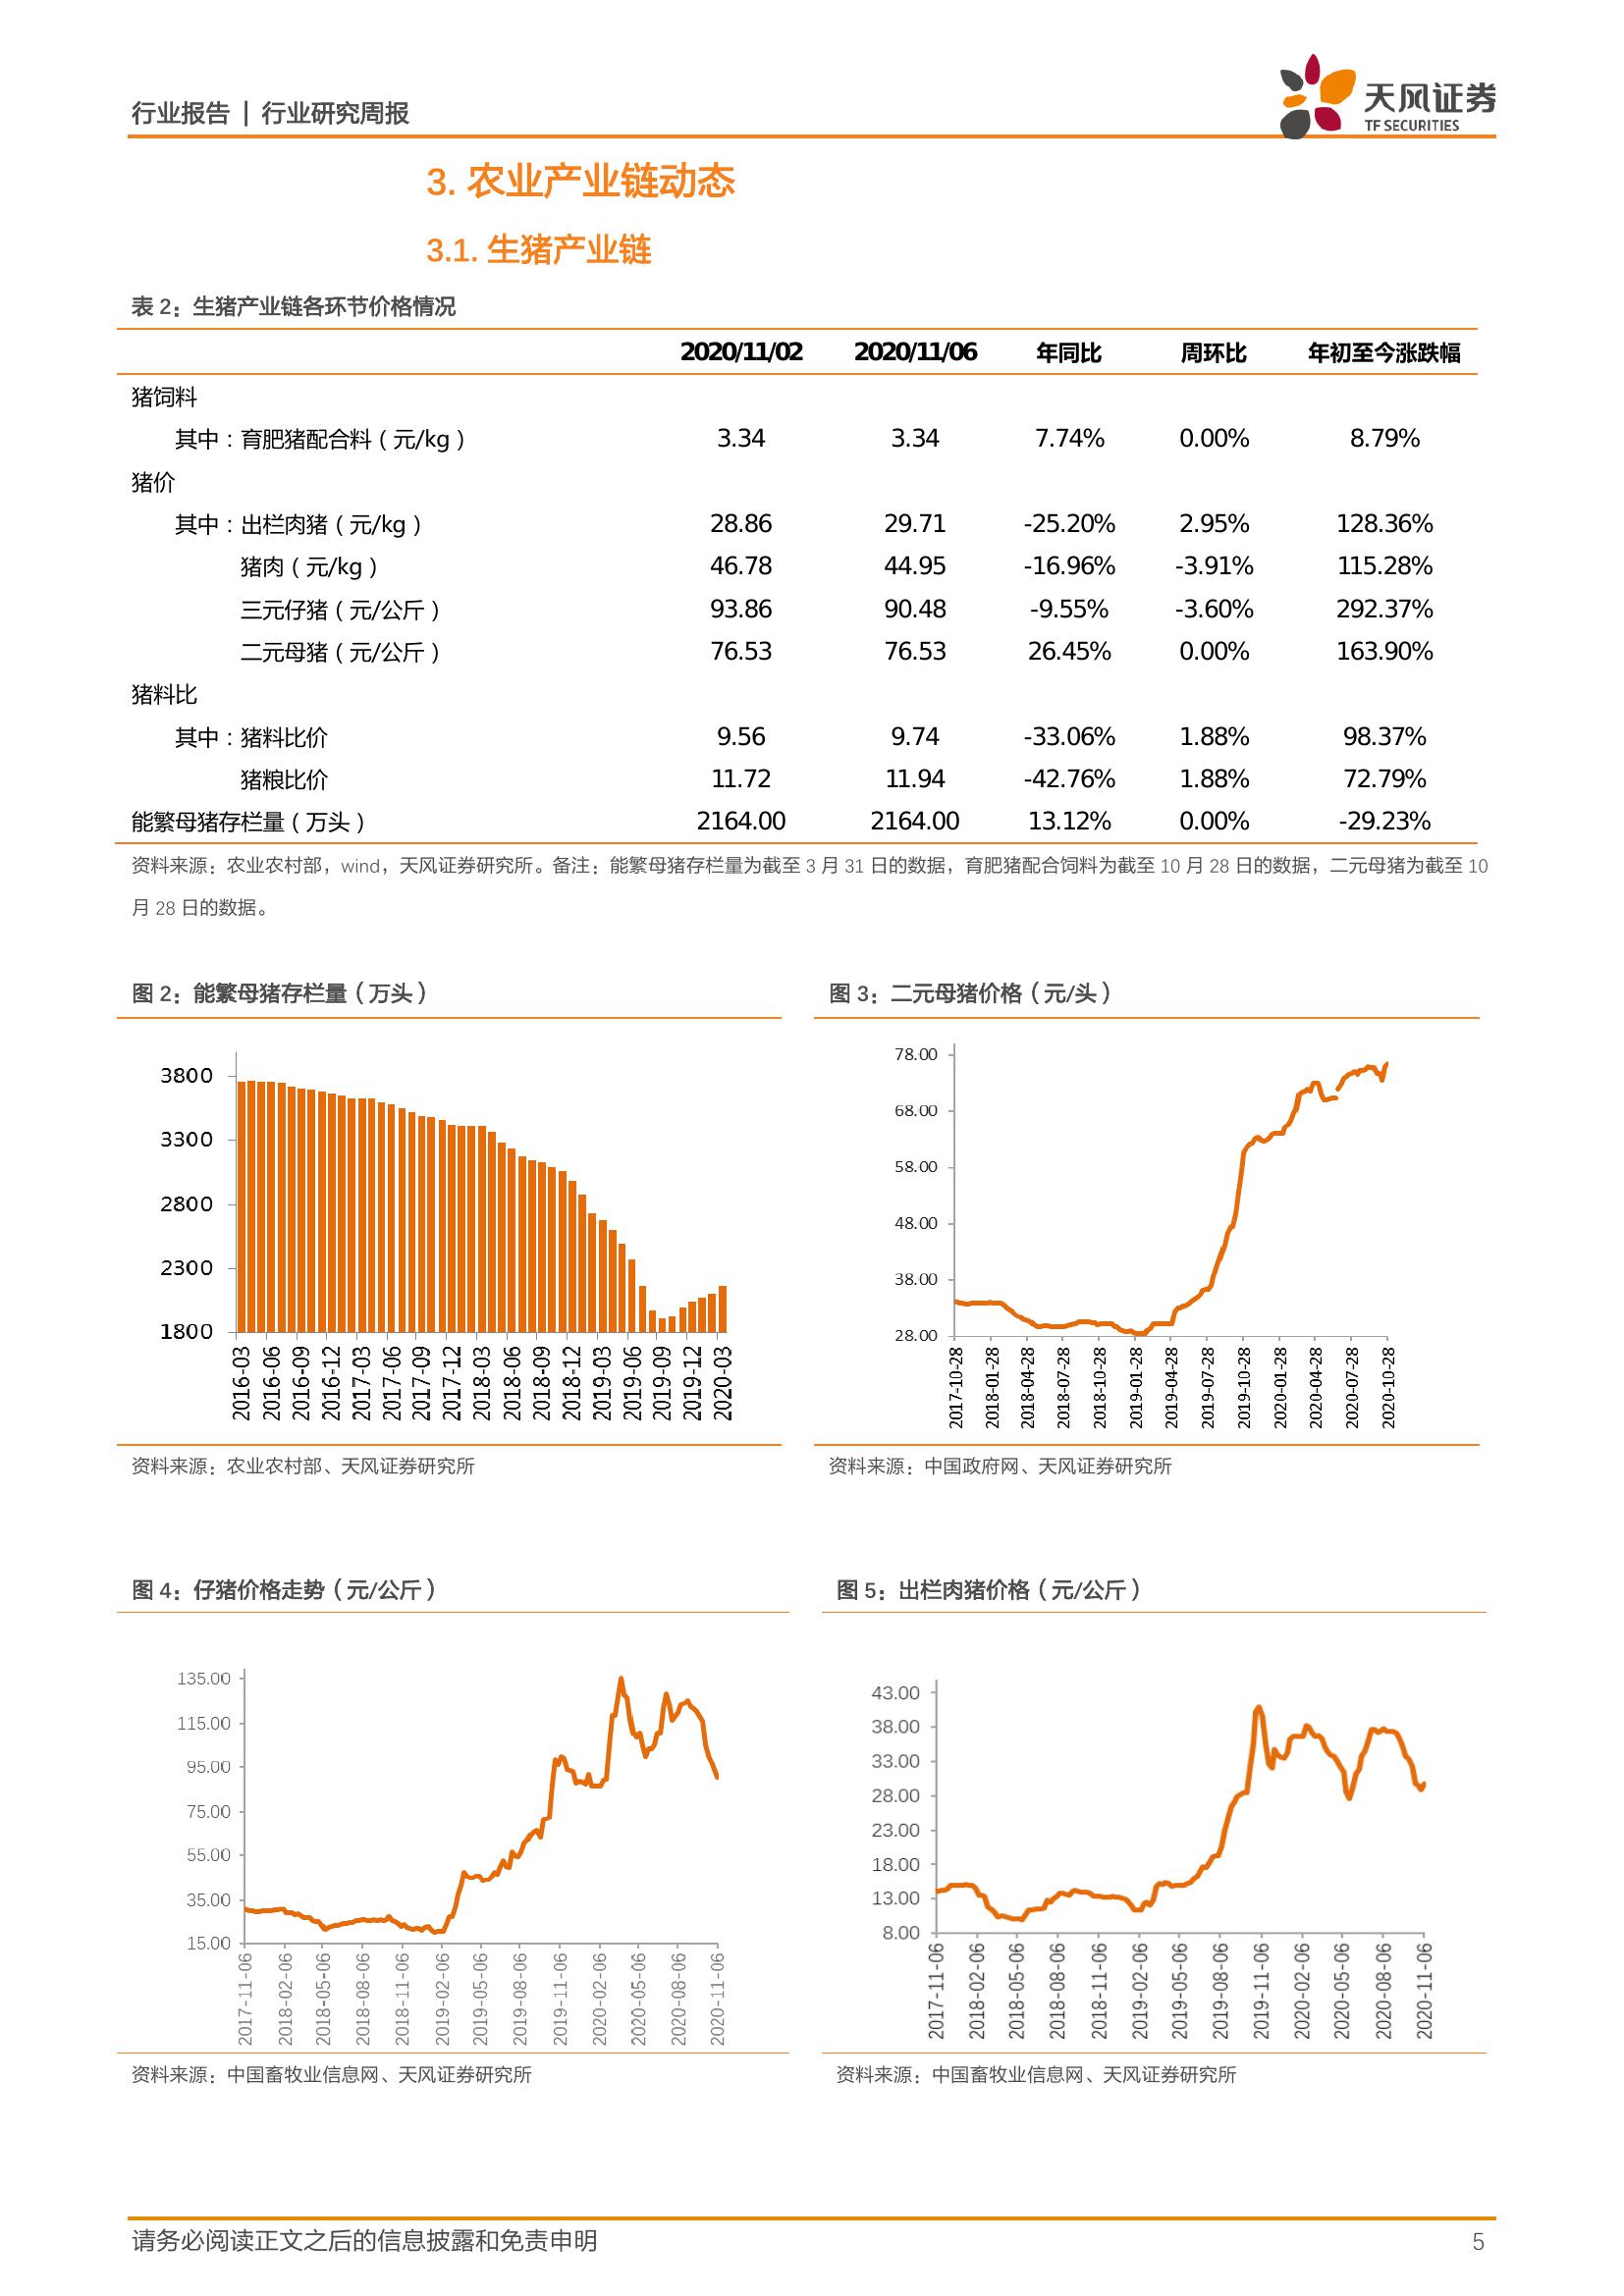 行业报告 | 行业研究周报
天风证券
TF SECURITIES
3. 农业产业链动态
3.1. 生猪产业链
表 2：生猪产业链各环节价格情况
2020/11/02 2020/11/06 年同比 周环比 年初至今涨跌幅
猪饲料
其中：育肥猪配合料（元/kg） 3.34 3.34 7.74% 0.00% 8.79%
猪价
其中：出栏肉猪（元/kg） 28.86 29.71 -25.20% 2.95% 128.36%
猪肉（元/kg） 46.78 44.95 -16.96% -3.91% 115.28%
三元仔猪（元/公斤） 93.86 90.48 -9.55% -3.60% 292.37%
二元母猪（元/公斤） 76.53 76.53 26.45% 0.00% 163.90%
猪料比
其中：猪料比价 9.56 9.74 -33.06% 1.88% 98.37%
猪粮比价 11.72 11.94 -42.76% 1.88% 72.79%
能繁母猪存栏量（万头） 2164.00 2164.00 13.12% 0.00% -29.23%
资料来源：农业农村部，wind，天风证券研究所。备注：能繁母猪存栏量为截至 3 月 31 日的数据，育肥猪配合饲料为截至 10 月 28 日的数据，二元母猪为截至 10
月 28 日的数据。
图 2：能繁母猪存栏量（万头）
3800
3300
2800
2300
1800
2016-03 2016-06 2016-09 2016-12 2017-03 2017-06 2017-09 2017-12 2018-03 2018-06 2018-09 2018-12 2019-03 2019-06 2019-09 2019-12 2020-03
资料来源：农业农村部、天风证券研究所
图 3：二元母猪价格（元/头）
78.00
68.00
58.00
48.00
38.00
28.00
2017-10-28 2018-01-28 2018-04-28 2018-07-28 2018-10-28 2019-01-28 2019-04-28 2019-07-28 2019-10-28 2020-01-28 2020-04-28 2020-07-28 2020-10-28
资料来源：中国政府网、天风证券研究所
图 4：仔猪价格走势（元/公斤）
135.00
115.00
95.00
75.00
55.00
35.00
15.00
2017-11-06 2018-02-06 2018-05-06 2018-08-06 2018-11-06 2019-02-06 2019-05-06 2019-08-06 2019-11-06 2020-02-06 2020-05-06 2020-08-06 2020-11-06
资料来源：中国畜牧业信息网、天风证券研究所
图 5：出栏肉猪价格（元/公斤）
43.00
38.00
33.00
28.00
23.00
18.00
13.00
8.00
2017-11-06 2018-02-06 2018-05-06 2018-08-06 2018-11-06 2019-02-06 2019-05-06 2019-08-06 2019-11-06 2020-02-06 2020-05-06 2020-08-06 2020-11-06
资料来源：中国畜牧业信息网、天风证券研究所
请务必阅读正文之后的信息披露和免责申明 5